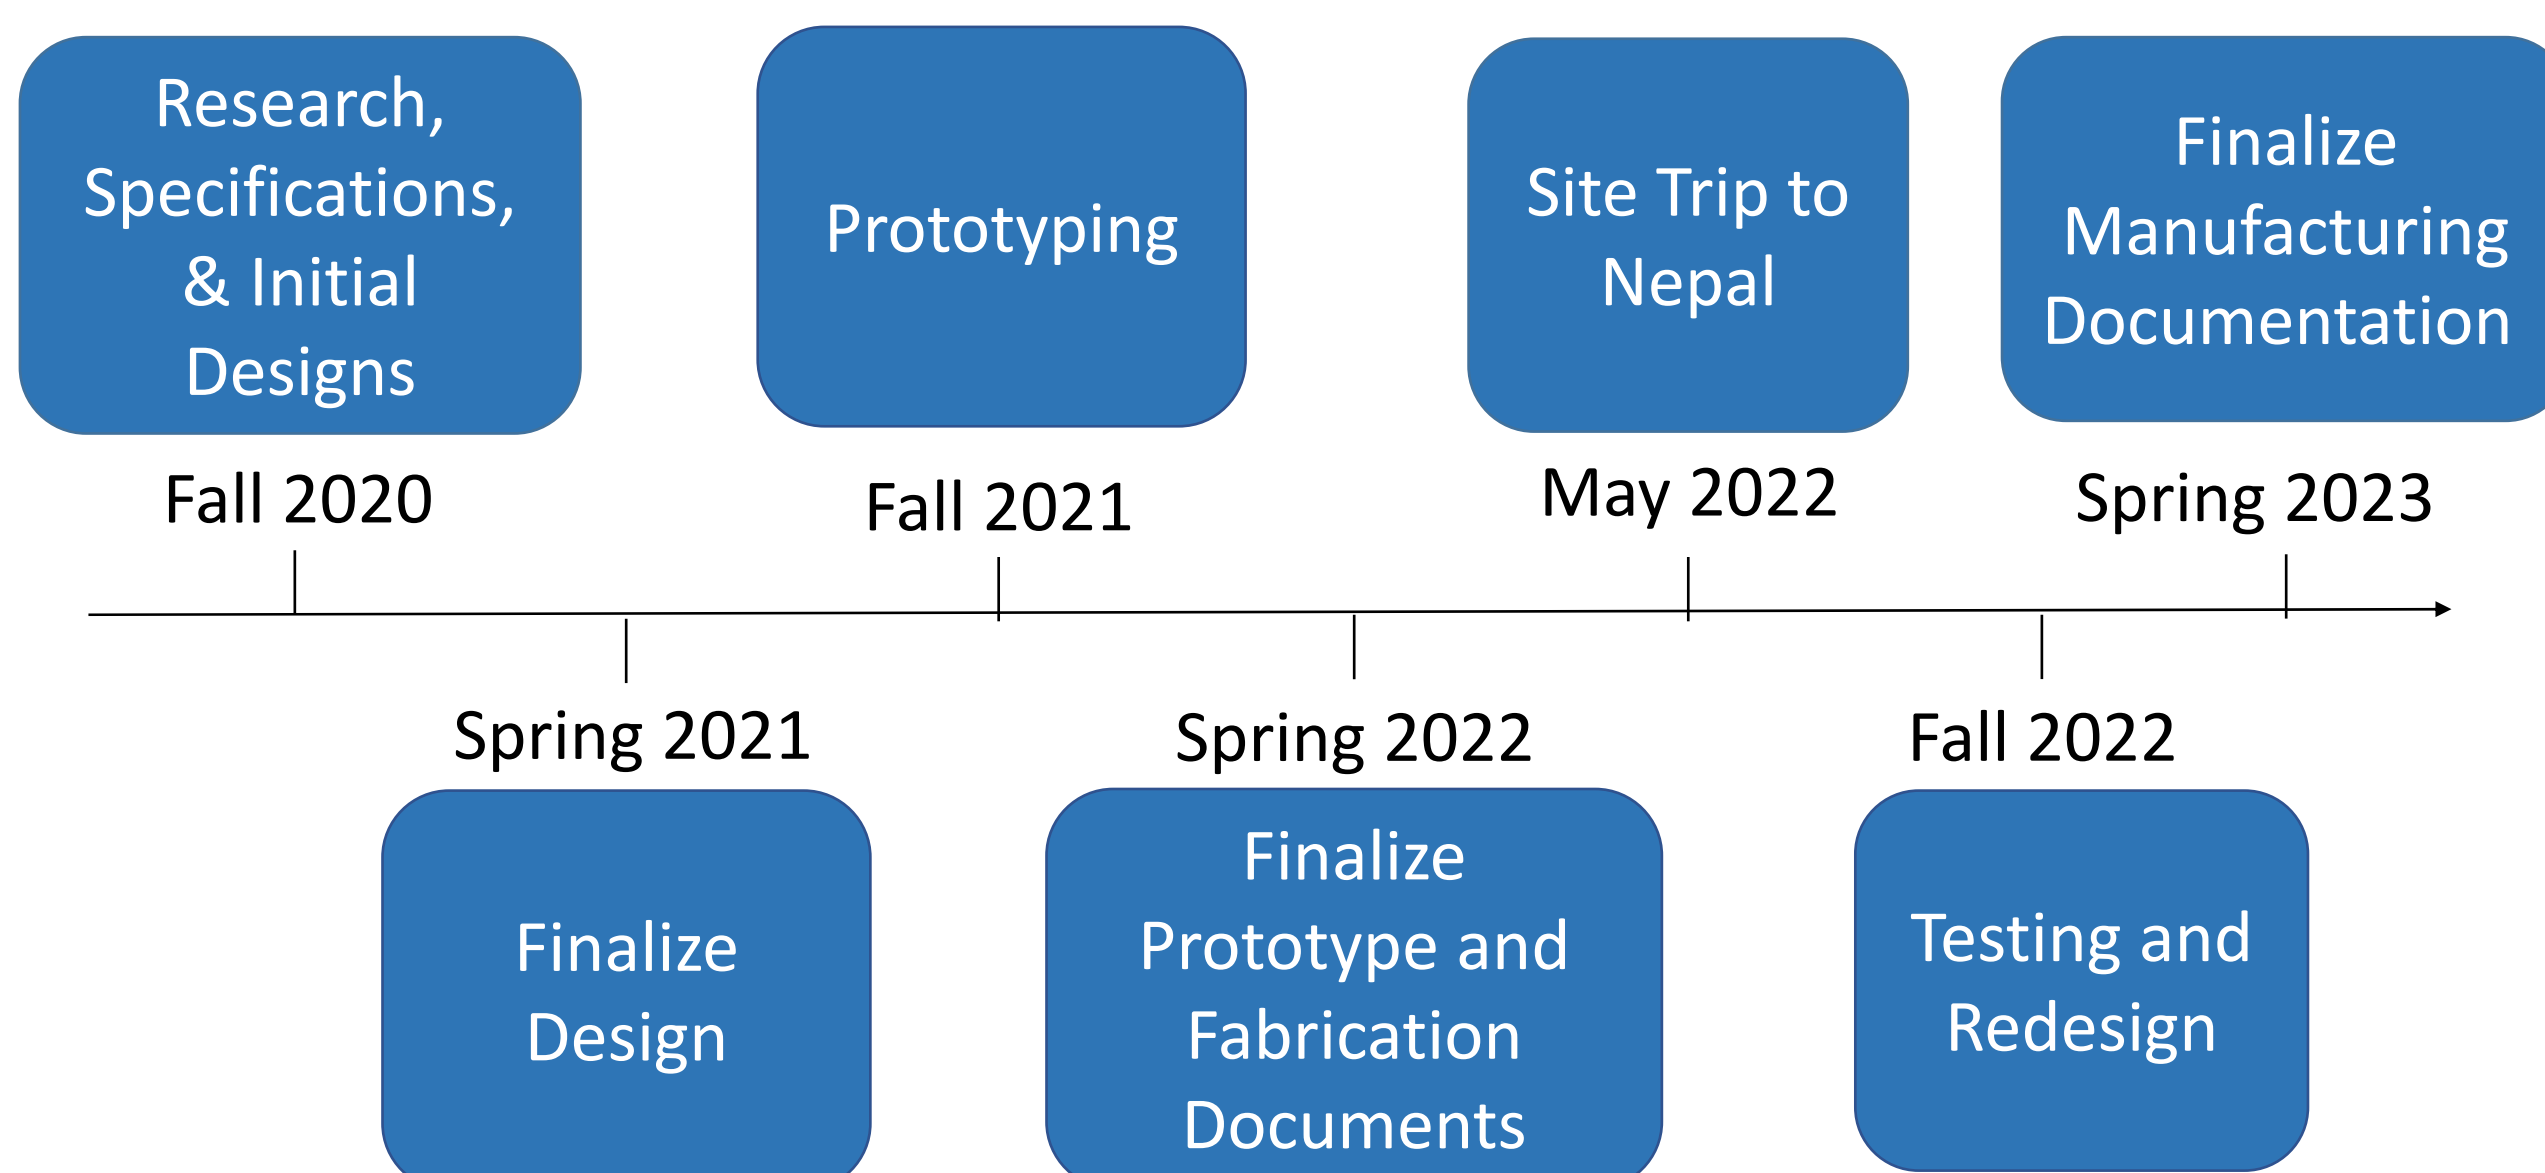 Research,
Specifications,
& Initial
Designs
Fall 2020
Prototyping
Fall 2021
Site Trip to
Nepal
May 2022
Finalize
Manufacturing
Documentation
Spring 2023
Spring 2021
Finalize
Design
Spring 2022
Finalize
Prototype and
Fabrication
Documents
Fall 2022
Testing and
Redesign